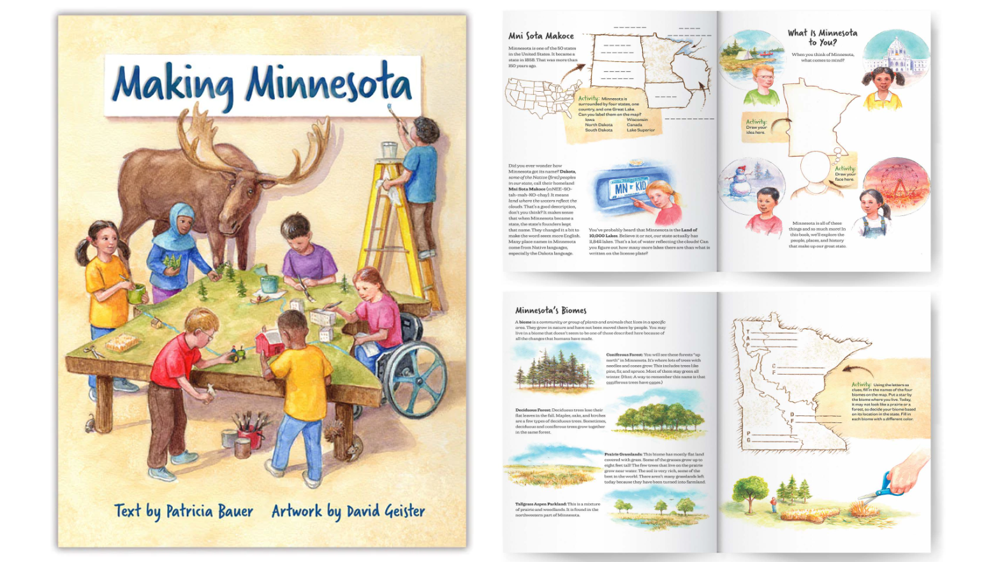 Making Minnesota
Text by Patricia Bauer Artwork by David Geister
Mni Sota Makoce
Minnesota is one of the 50 states
in the United States. It became a
state in 1858. That was more than
150 years ago.
Activity: Minnesota is
surrounded by four states, one
country, and one Great Lake.
Can you label them on the map?
Iowa Wisconsin
North Dakota Canada
South Dakota Lake Superior
Did you ever wonder how
Minnesota got its name? Dakota,
some of the Native (first) peoples
in our state, call their homeland
Mni Sota Makoce (mNEE-SO-
tah-mah-KO-chay). It means
land where the waters reflect the
clouds. That's a good description,
don't you think? It makes sense
that when Minnesota became a
state, the state's founders kept
that name. They changed it a bit to
make the word seem more English.
Many place names in Minnesota
come from Native languages,
especially the Dakota language.
MN KID
You've probably heard that Minnesota is the Land of
10,000 Lakes. Believe it or not, our state actually has
11,842 lakes. That's a lot of water reflecting the clouds! Can
you figure out how many more lakes there are than what is
written on the license plate?
What Is Minnesota
to You?
When you think of Minnesota,
what comes to mind?
Activity:
Draw your
idea here.
Activity:
Draw your
face here.
Minnesota is all of these
things and so much more! In
this book, we'll explore the
people, places, and history
that make up our great state.
Minnesota's Biomes
A biome is a community or group of plants and animals that lives in a specific
area. They grow in nature and have not been moved there by people. You may
live in a biome that doesn't seem to be one of those described here because of
all the changes that humans have made.
Coniferous Forest: You will see these forests "up
north" in Minnesota. It's where lots of trees with
needles and cones grow. This includes trees like
pine, fir, and spruce. Most of them stay green all
winter. (Hint: A way to remember this name is that
coniferous trees have cones.)
Deciduous Forest: Deciduous trees lose their
flat leaves in the fall. Maples, oaks, and birches
are a few types of deciduous trees. Sometimes,
deciduous and coniferous trees grow together
in the same forest.
Prairie Grasslands: This biome has mostly flat land
covered with grass. Some of the grasses grow up to
eight feet tall! The few trees that live on the prairie
grow near water. The soil is very rich, some of the
best in the world. There aren't many grasslands left
today because they have been turned into farmland.
Tallgrass Aspen Parkland: This is a mixture
of prairie and woodlands. It is found in the
northwestern part of Minnesota.
T
A
P
C
F
D
F
P
G
Activity: Using the letters as
clues, fill in the names of the four
biomes on the map. Put a star by
the biome where you live. Today,
it may not look like a prairie or a
forest, so decide your biome based
on its location in the state. Fill in
each biome with a different color.